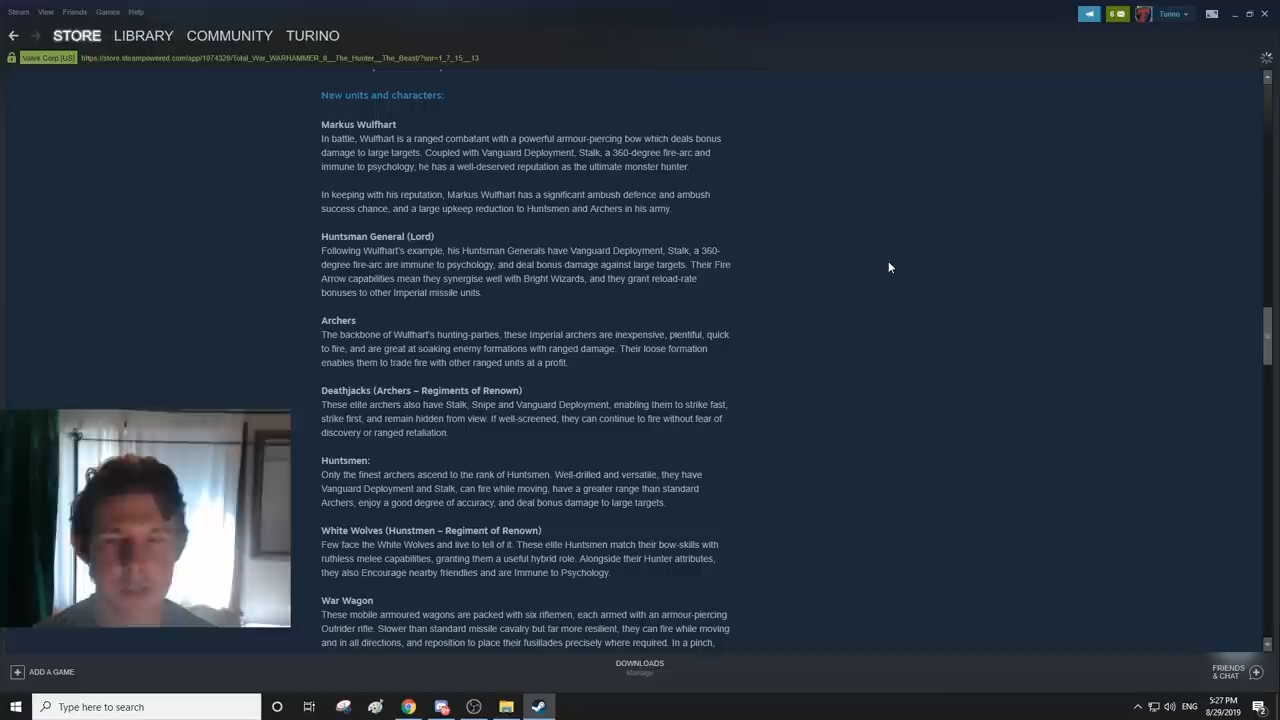 Steam View Friends Games Help
6
Turino
STORE LIBRARY COMMUNITY TURINO
Valve Corp [US] https://store.steampowered.com/app/1074320/Total_War_WARHAMMER_II__The_Hunter__The_Beast/?snr=1_7_15__13
New units and characters:
Markus Wulfhart
In battle, Wulfhart is a ranged combatant with a powerful armour-piercing bow which deals bonus
damage to large targets. Coupled with Vanguard Deployment, Stalk, a 360-degree fire-arc and
immune to psychology, he has a well-deserved reputation as the ultimate monster hunter.
In keeping with his reputation, Markus Wulfhart has a significant ambush defence and ambush
success chance, and a large upkeep reduction to Huntsmen and Archers in his army.
Huntsman General (Lord)
Following Wulfhart's example, his Huntsman Generals have Vanguard Deployment, Stalk, a 360-
degree fire-arc are immune to psychology, and deal bonus damage against large targets. Their Fire
Arrow capabilities mean they synergise well with Bright Wizards, and they grant reload-rate
bonuses to other Imperial missile units.
Archers
The backbone of Wulfhart's hunting-parties, these Imperial archers are inexpensive, plentiful, quick
to fire, and are great at soaking enemy formations with ranged damage. Their loose formation
enables them to trade fire with other ranged units at a profit.
Deathjacks (Archers – Regiments of Renown)
These elite archers also have Stalk, Snipe and Vanguard Deployment, enabling them to strike fast,
strike first, and remain hidden from view. If well-screened, they can continue to fire without fear of
discovery or ranged retaliation.
Huntsmen:
Only the finest archers ascend to the rank of Huntsmen. Well-drilled and versatile, they have
Vanguard Deployment and Stalk, can fire while moving, have a greater range than standard
Archers, enjoy a good degree of accuracy, and deal bonus damage to large targets.
White Wolves (Hunstmen – Regiment of Renown)
Few face the White Wolves and live to tell of it. These elite Huntsmen match their bow-skills with
ruthless melee capabilities, granting them a useful hybrid role. Alongside their Hunter attributes,
they also Encourage nearby friendlies and are Immune to Psychology.
War Wagon
These mobile armoured wagons are packed with six riflemen, each armed with an armour-piercing
Outrider rifle. Slower than standard missile cavalry but far more resilient, they can fire while moving
and in all directions, and reposition to place their fusillades precisely where required. In a pinch,
ADD A GAME
DOWNLOADS
Manage
FRIENDS
& CHAT
Type here to search
ENG
5:27 PM
8/29/2019